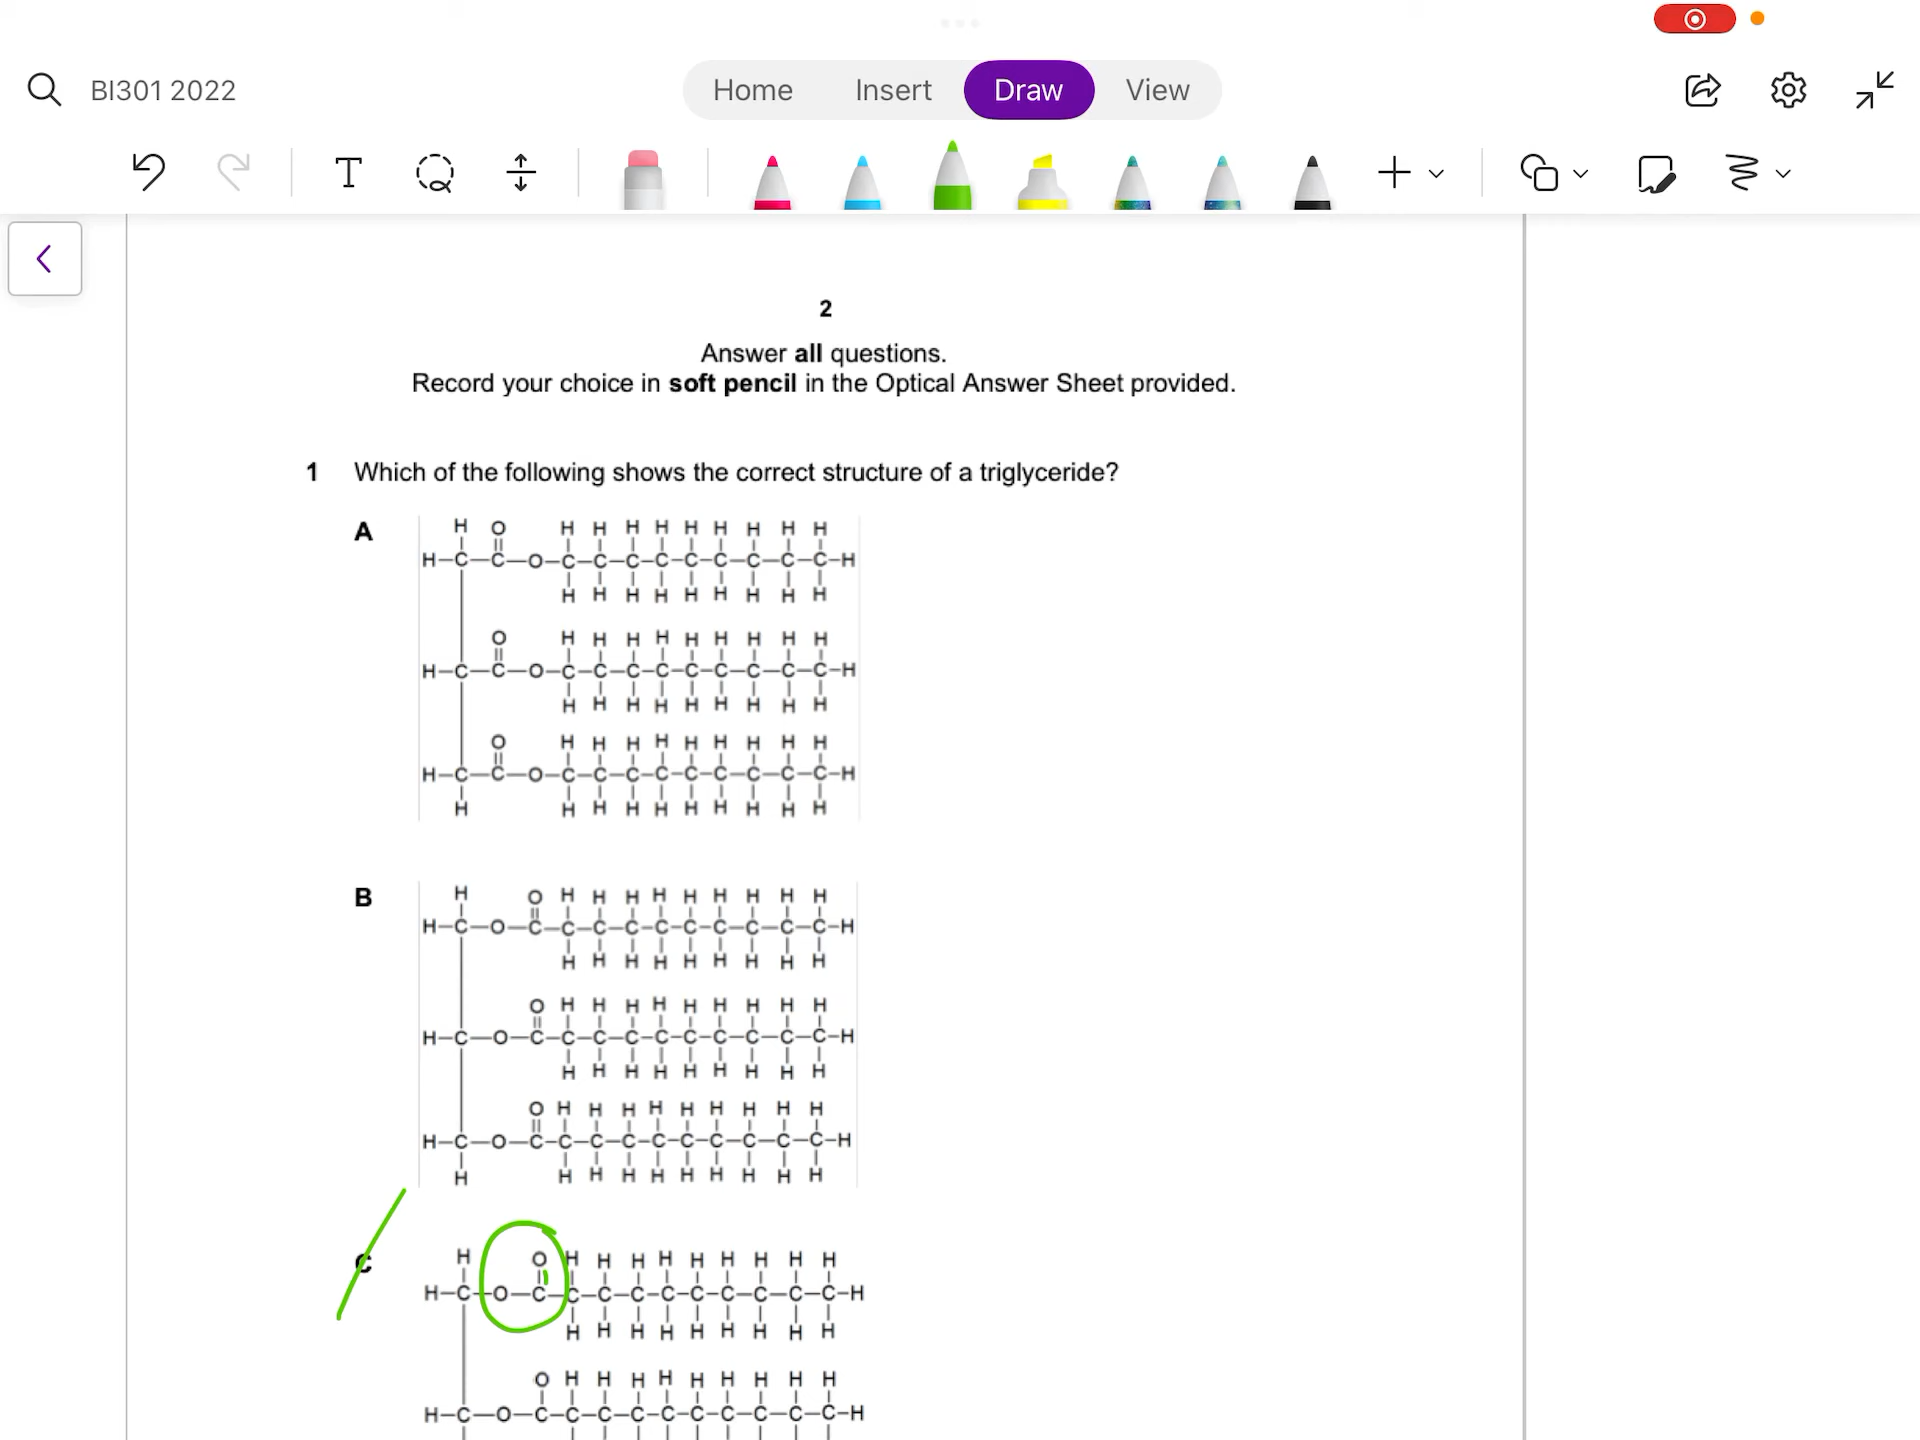 BI301 2022
Home Insert Draw View
T
2
Answer all questions.
Record your choice in soft pencil in the Optical Answer Sheet provided.
1 Which of the following shows the correct structure of a triglyceride?
A
H O H H H H H H H H H
H-C-C-O-C-C-C-C-C-C-C-C-C-H
H H H H H H H H H
O H H H H H H H H H
H-C-C-O-C-C-C-C-C-C-C-C-C-H
H H H H H H H H H
O H H H H H H H H H
H-C-C-O-C-C-C-C-C-C-C-C-C-H
H H H H H H H H H H
B
H O H H H H H H H H H
H-C-O-C-C-C-C-C-C-C-C-C-C-H
H H H H H H H H H
O H H H H H H H H H
H-C-O-C-C-C-C-C-C-C-C-C-C-H
H H H H H H H H H
O H H H H H H H H H
H-C-O-C-C-C-C-C-C-C-C-C-C-H
H H H H H H H H H H
C
H O H H H H H H H H H
H-C-O-C-C-C-C-C-C-C-C-C-C-H
H H H H H H H H H
O H H H H H H H H H
H-C-O-C-C-C-C-C-C-C-C-C-C-H